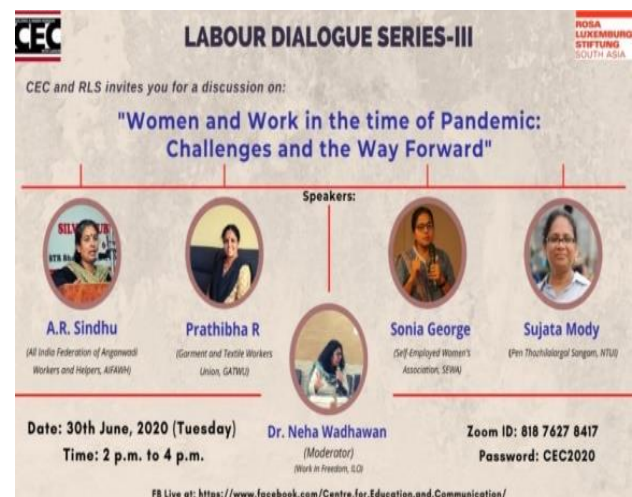 CEC
LABOUR DIALOGUE SERIES-III
ROSA
LUXEMBURG
STIFTUNG
SOUTH ASIA
CEC and RLS invites you for a discussion on:
"Women and Work in the time of Pandemic:
Challenges and the Way Forward"
Speakers:
A.R. Sindhu
(All India Federation of Anganwadi
Workers and Helpers, AIFAWH)
Prathibha R
(Garment and Textile Workers
Union, GATWU)
Sonia George
(Self-Employed Women's
Association, SEWA)
Sujata Mody
(Pen Thozhilalargal Sangam, NTUI)
Dr. Neha Wadhawan
(Moderator)
(Work in Freedom, ILO)
Date: 30th June, 2020 (Tuesday)
Time: 2 p.m. to 4 p.m.
Zoom ID: 818 7627 8417
Password: CEC2020
FB Live at: https://www.facebook.com/Centre.for.Education.and.Communication/